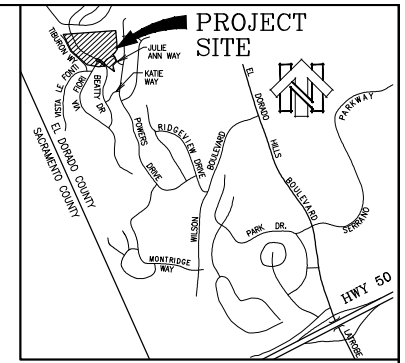 PROJECT
SITE
TIBURON WY
JULIE
ANN WAY
KATIE
WAY
VISTA LE FONTI
VIA FIORI
BEATTY DR
EL DORADO COUNTY
SACRAMENTO COUNTY
POWERS
DRIVE
RIDGEVIEW DRIVE
WILSON
BOULEVARD
EL DORADO
HILLS
BOULEVARD
N
PARKWAY
SERRANO
PARK DR.
MONTRIDGE
WAY
HWY 50
LATROBE